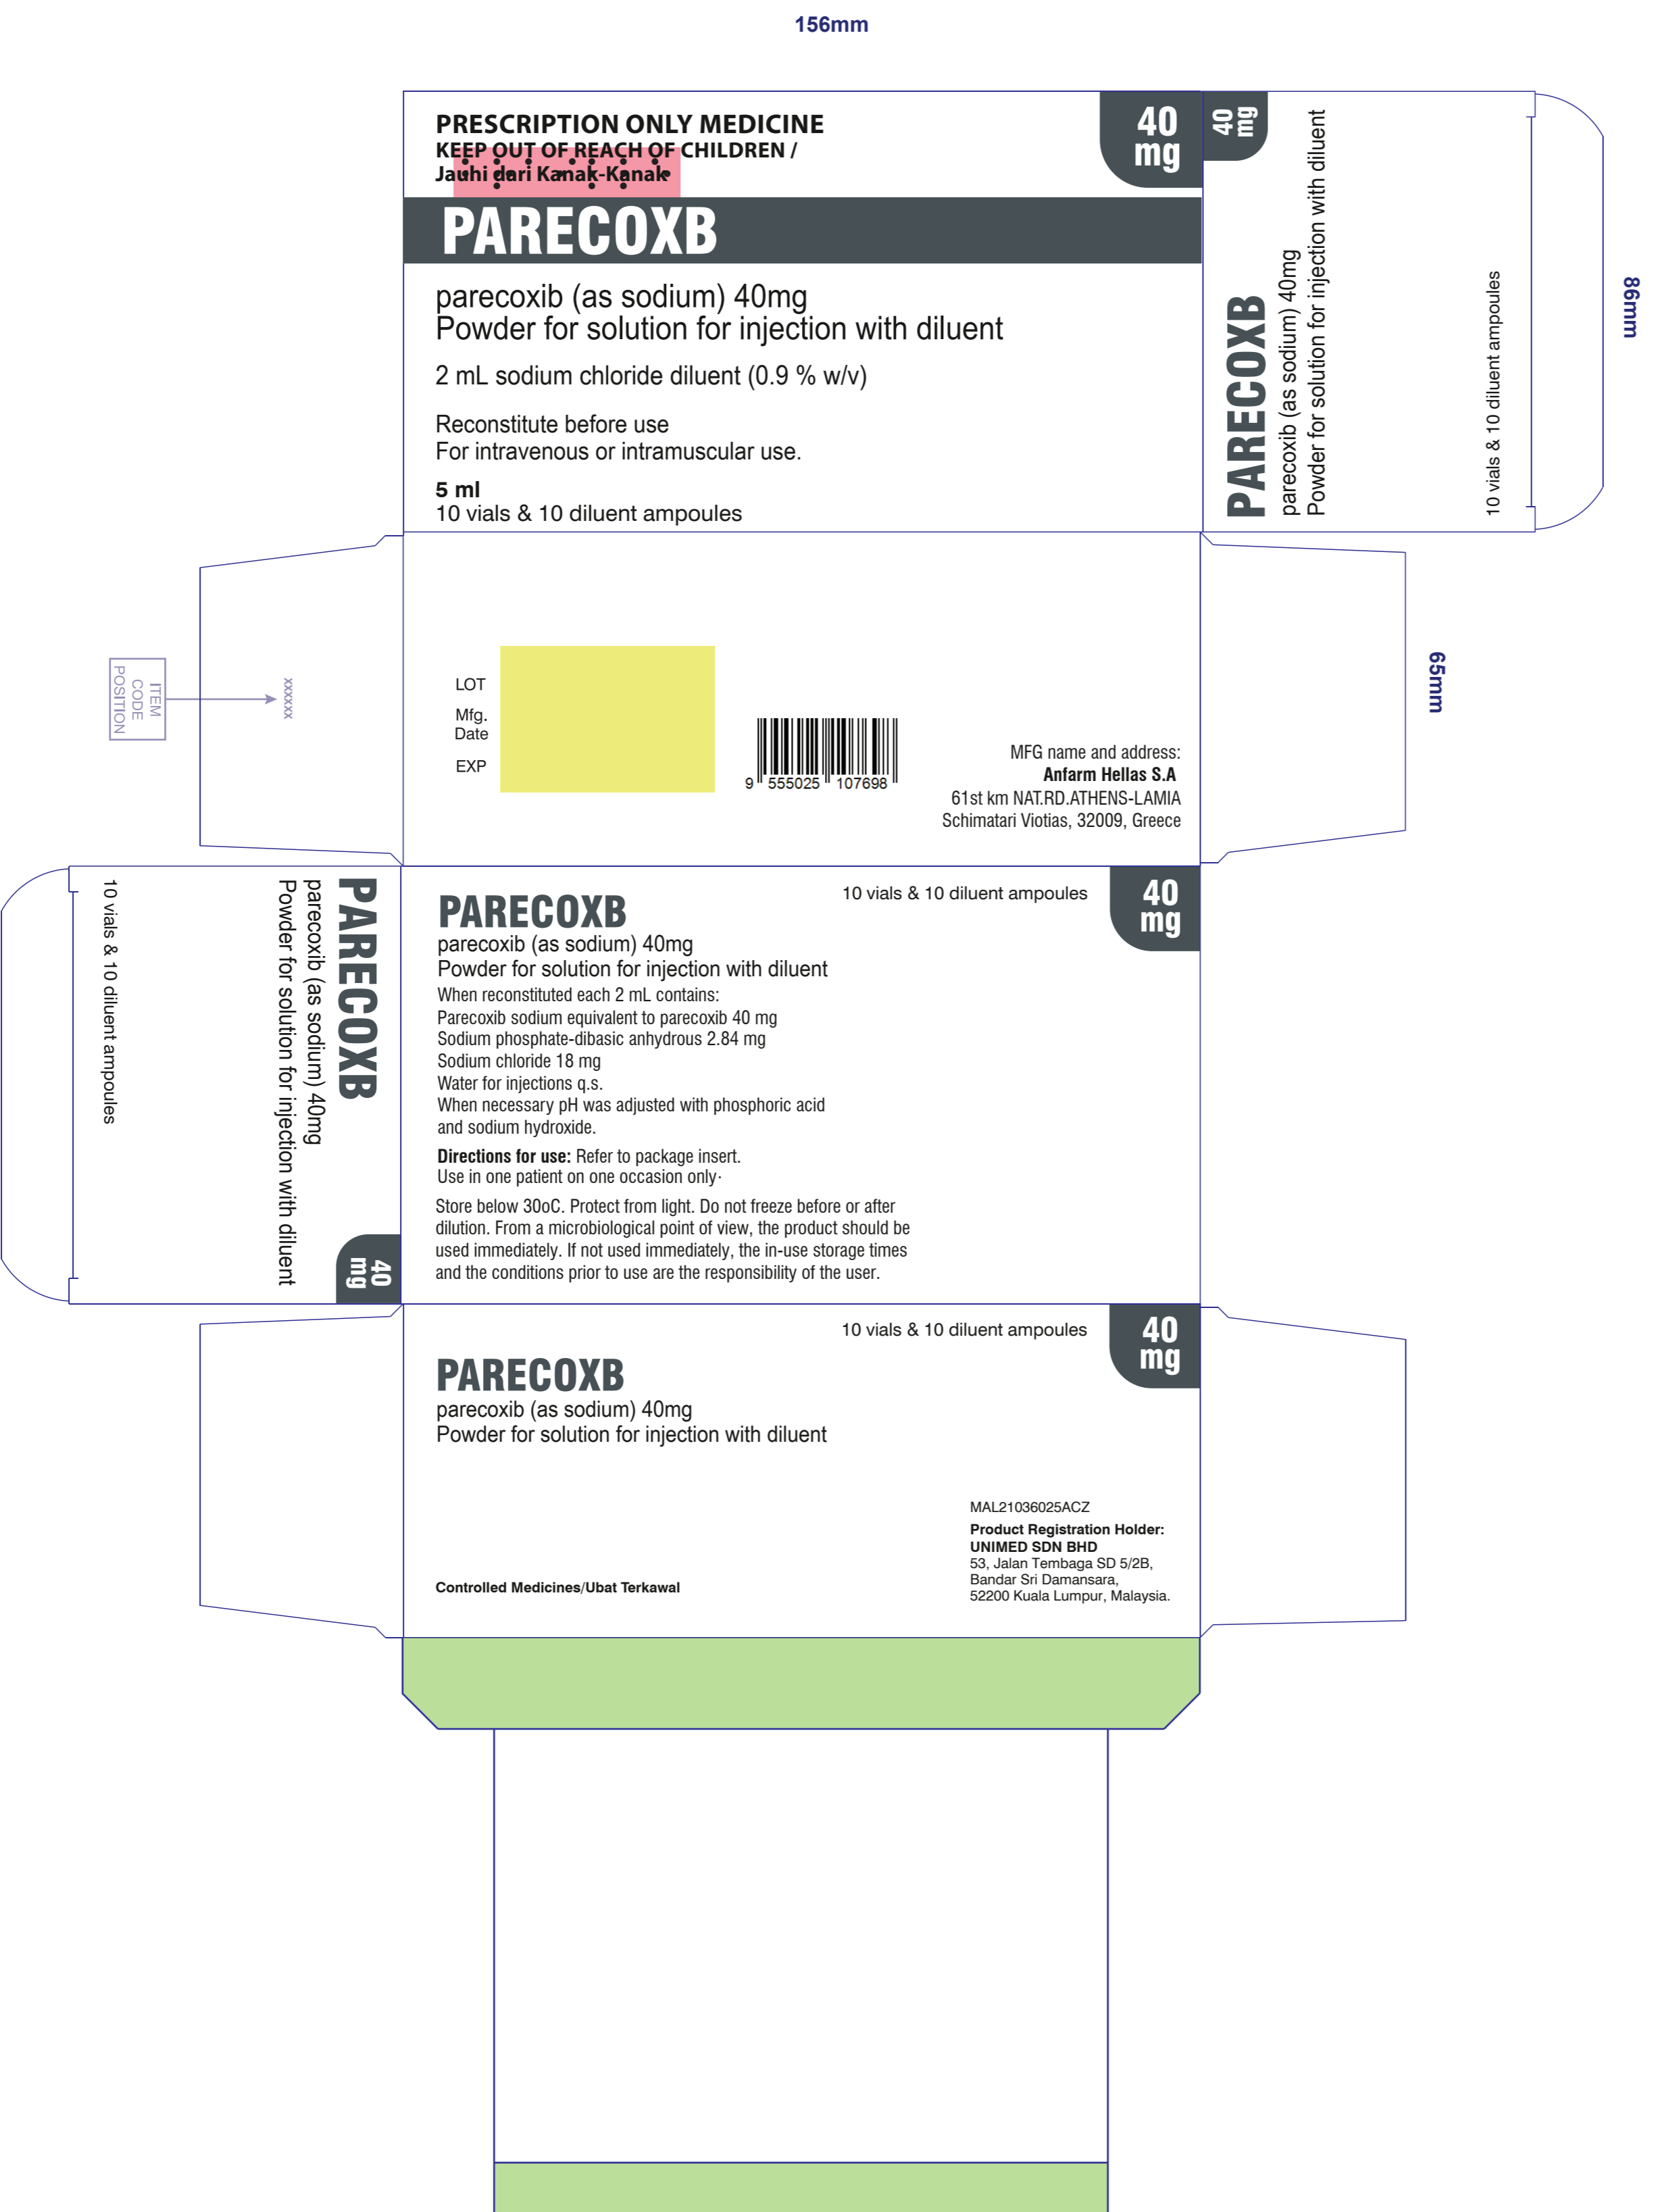 156mm
PRESCRIPTION ONLY MEDICINE
KEEP OUT OF REACH OF CHILDREN /
Jauhi dari Kanak-Kanak
40
mg
PARECOXB
parecoxib (as sodium) 40mg
Powder for solution for injection with diluent
2 mL sodium chloride diluent (0.9 % w/v)
Reconstitute before use
For intravenous or intramuscular use.
5 ml
10 vials & 10 diluent ampoules
40
mg
PARECOXB
parecoxib (as sodium) 40mg
Powder for solution for injection with diluent
10 vials & 10 diluent ampoules
86mm
ITEM
CODE
POSITION
xxxxxx
LOT
Mfg.
Date
EXP
9 555025 107698
MFG name and address:
Anfarm Hellas S.A
61st km NAT.RD.ATHENS-LAMIA
Schimatari Viotias, 32009, Greece
65mm
PARECOXB
parecoxib (as sodium) 40mg
Powder for solution for injection with diluent
10 vials & 10 diluent ampoules
40
mg
10 vials & 10 diluent ampoules
40
mg
PARECOXB
parecoxib (as sodium) 40mg
Powder for solution for injection with diluent
When reconstituted each 2 mL contains:
Parecoxib sodium equivalent to parecoxib 40 mg
Sodium phosphate-dibasic anhydrous 2.84 mg
Sodium chloride 18 mg
Water for injections q.s.
When necessary pH was adjusted with phosphoric acid
and sodium hydroxide.
Directions for use: Refer to package insert.
Use in one patient on one occasion only·
Store below 30oC. Protect from light. Do not freeze before or after
dilution. From a microbiological point of view, the product should be
used immediately. If not used immediately, the in-use storage times
and the conditions prior to use are the responsibility of the user.
10 vials & 10 diluent ampoules
40
mg
PARECOXB
parecoxib (as sodium) 40mg
Powder for solution for injection with diluent
MAL21036025ACZ
Product Registration Holder:
UNIMED SDN BHD
53, Jalan Tembaga SD 5/2B,
Bandar Sri Damansara,
52200 Kuala Lumpur, Malaysia.
Controlled Medicines/Ubat Terkawal